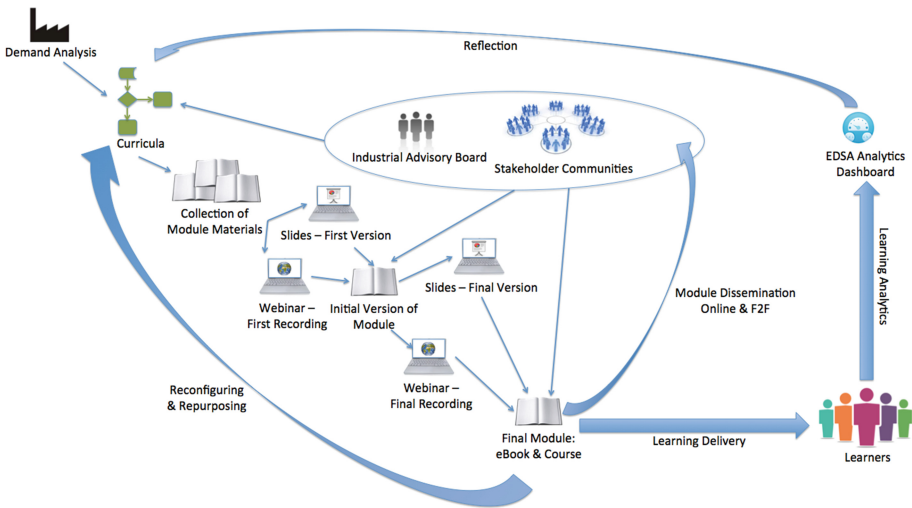 Demand Analysis
Reflection
Curricula
Industrial Advisory Board
Stakeholder Communities
EDSA Analytics
Dashboard
Collection of
Module Materials
Slides – First Version
Slides – Final Version
Webinar –
First Recording
Initial Version of
Module
Module Dissemination
Online & F2F
Learning Analytics
Webinar –
Final Recording
Reconfiguring
& Repurposing
Final Module:
eBook & Course
Learning Delivery
Learners